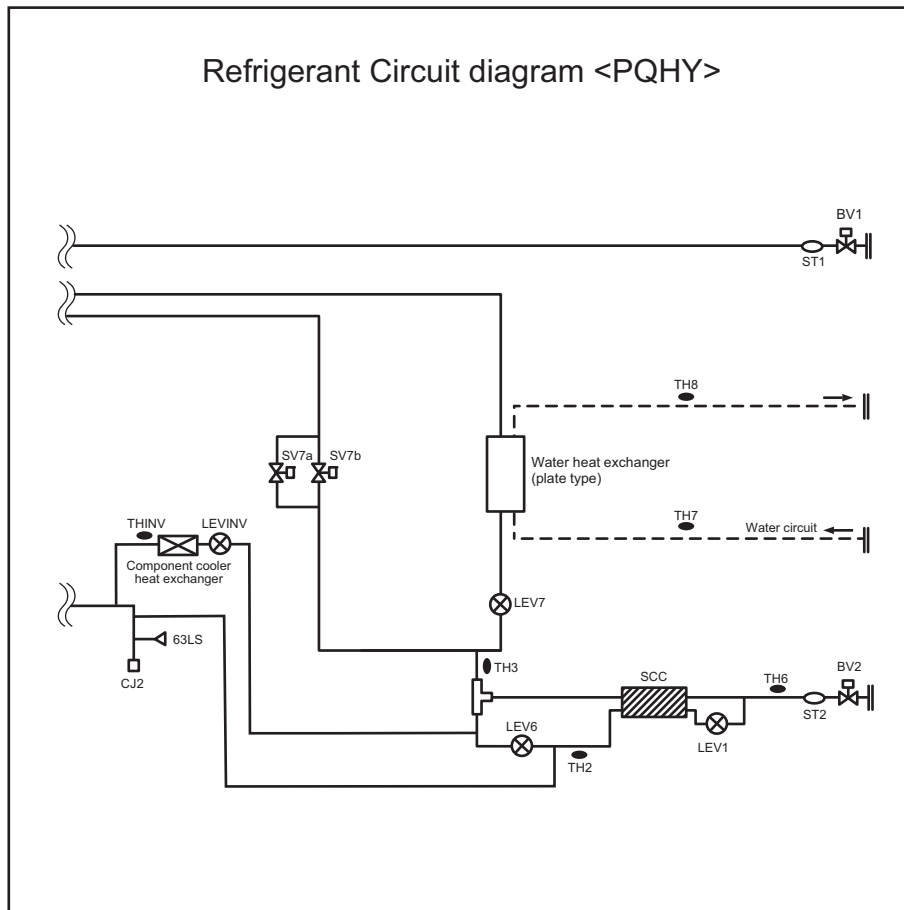 Refrigerant Circuit diagram <PQHY>
BV1
ST1
TH8
SV7a
SV7b
Water heat exchanger
(plate type)
TH7
Water circuit
THINV
LEVINV
Component cooler
heat exchanger
LEV7
63LS
CJ2
TH3
SCC
TH6
BV2
ST2
LEV6
LEV1
TH2